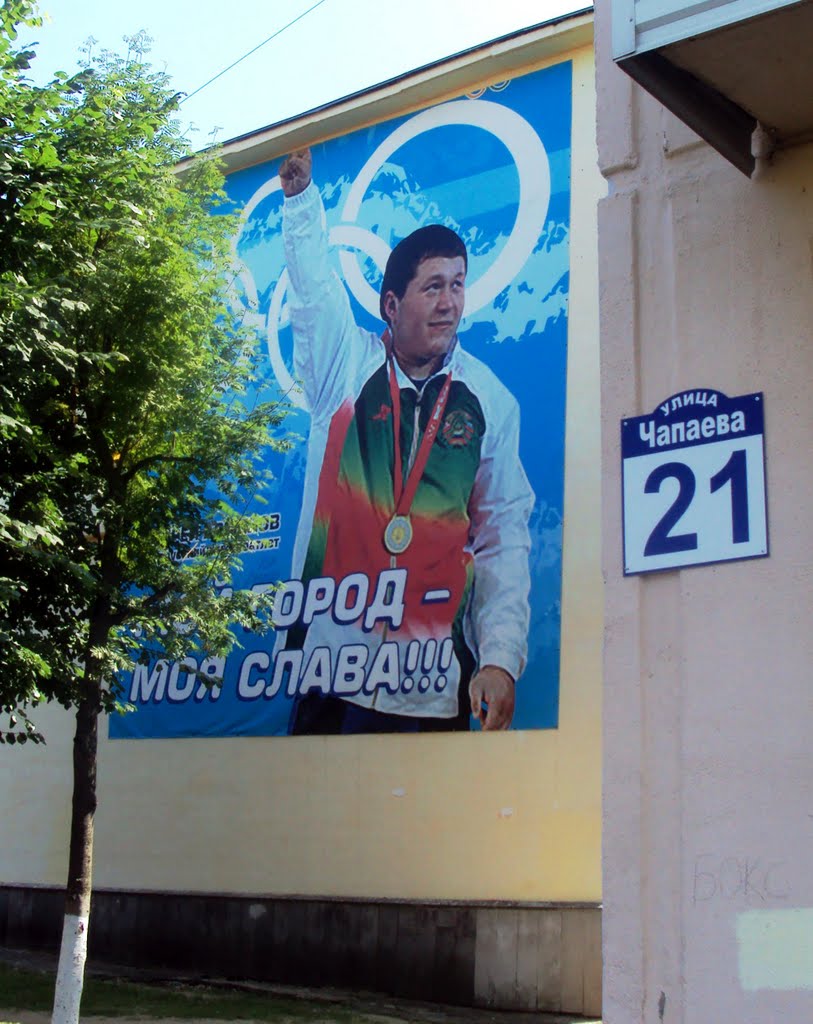 ГОРОД -
МОЯ СЛАВА!!!
УЛИЦА
Чапаева
21
БОКС